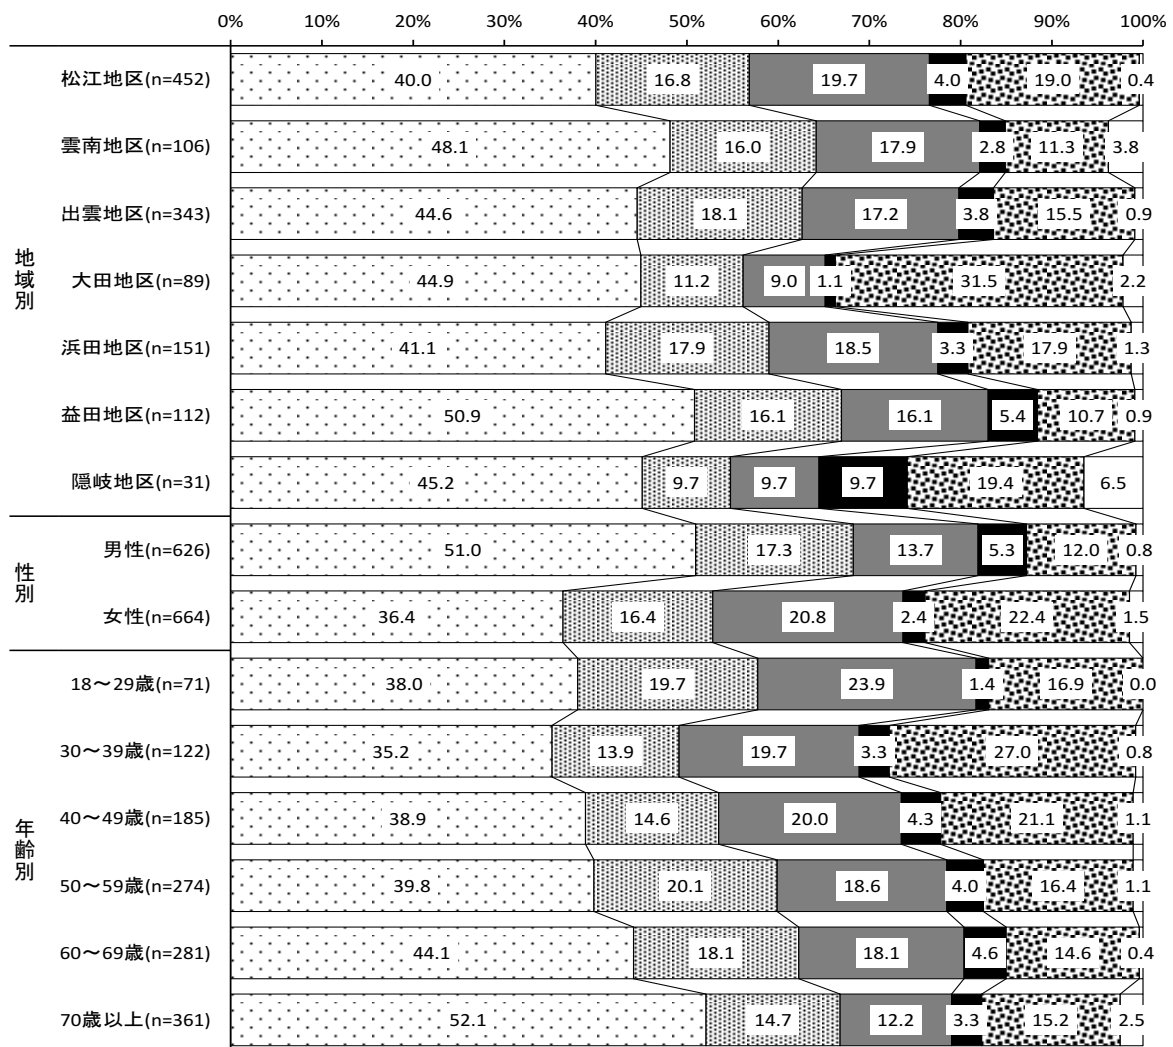 0% 10% 20% 30% 40% 50% 60% 70% 80% 90% 100%
地域別
松江地区(n=452) 40.0 16.8 19.7 4.0 19.0 0.4
雲南地区(n=106) 48.1 16.0 17.9 2.8 11.3 3.8
出雲地区(n=343) 44.6 18.1 17.2 3.8 15.5 0.9
大田地区(n=89) 44.9 11.2 9.0 1.1 31.5 2.2
浜田地区(n=151) 41.1 17.9 18.5 3.3 17.9 1.3
益田地区(n=112) 50.9 16.1 16.1 5.4 10.7 0.9
隠岐地区(n=31) 45.2 9.7 9.7 9.7 19.4 6.5
性別
男性(n=626) 51.0 17.3 13.7 5.3 12.0 0.8
女性(n=664) 36.4 16.4 20.8 2.4 22.4 1.5
年齢別
18～29歳(n=71) 38.0 19.7 23.9 1.4 16.9 0.0
30～39歳(n=122) 35.2 13.9 19.7 3.3 27.0 0.8
40～49歳(n=185) 38.9 14.6 20.0 4.3 21.1 1.1
50～59歳(n=274) 39.8 20.1 18.6 4.0 16.4 1.1
60～69歳(n=281) 44.1 18.1 18.1 4.6 14.6 0.4
70歳以上(n=361) 52.1 14.7 12.2 3.3 15.2 2.5